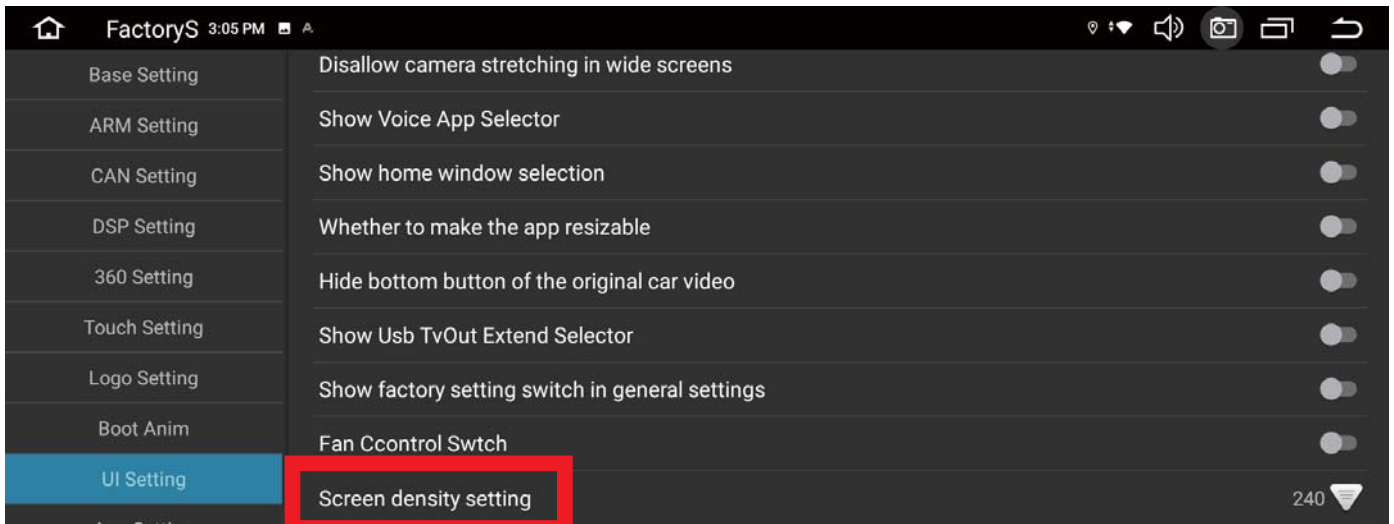 FactoryS 3:05 PM
Base Setting
ARM Setting
CAN Setting
DSP Setting
360 Setting
Touch Setting
Logo Setting
Boot Anim
UI Setting
Disallow camera stretching in wide screens
Show Voice App Selector
Show home window selection
Whether to make the app resizable
Hide bottom button of the original car video
Show Usb TvOut Extend Selector
Show factory setting switch in general settings
Fan Ccontrol Swtch
Screen density setting 240